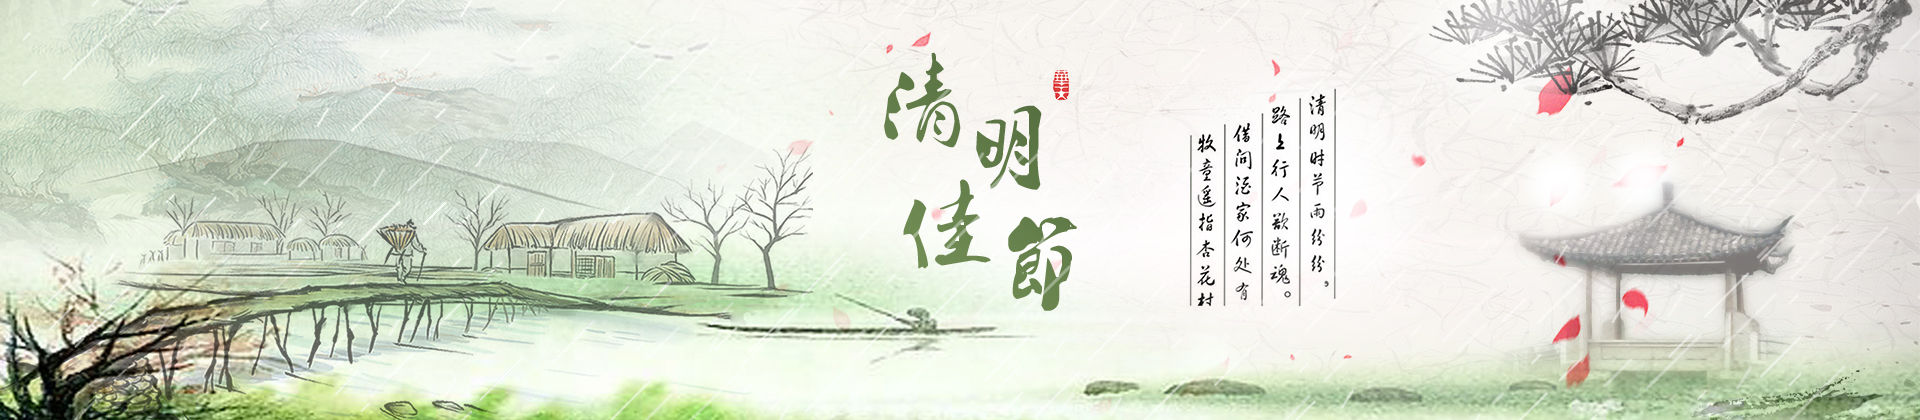 清明
佳節
清明时节雨纷纷，
路上行人欲断魂。
借问酒家何处有
牧童遥指杏花村